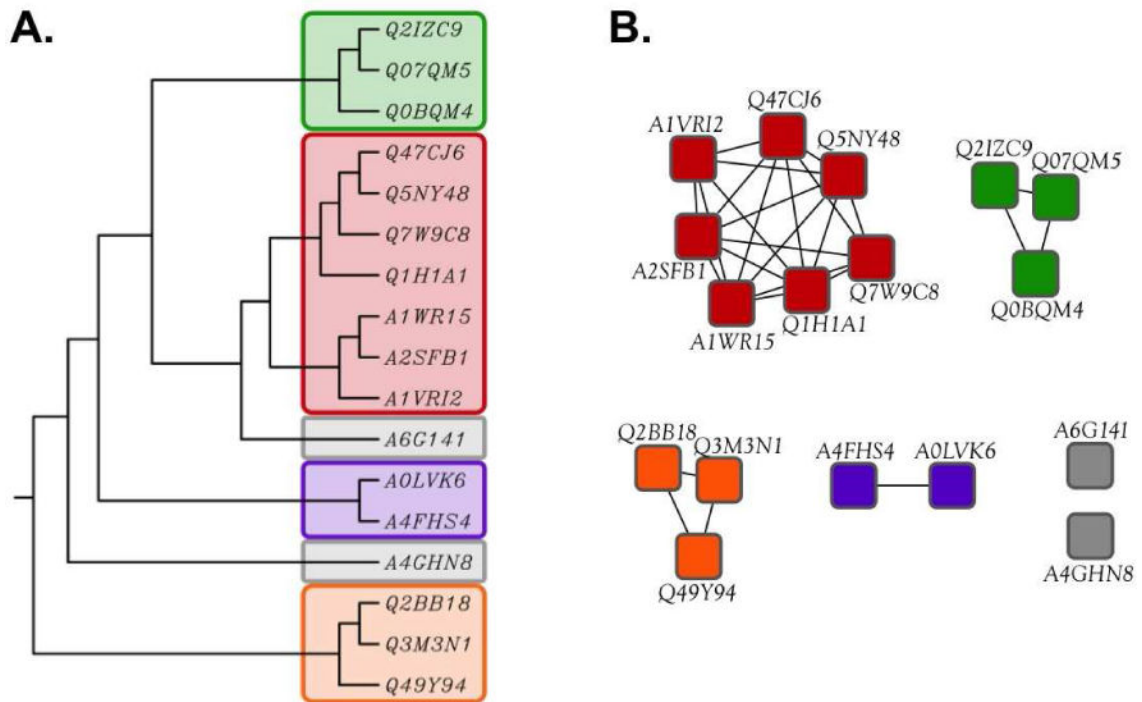 A.
Q2IZC9
Q07QM5
Q0BQM4
Q47CJ6
Q5NY48
Q7W9C8
Q1H1A1
A1WR15
A2SFB1
A1VRI2
A6G141
A0LVK6
A4FHS4
A4GHN8
Q2BB18
Q3M3N1
Q49Y94
B.
Q47CJ6
A1VRI2
Q5NY48
A2SFB1
Q7W9C8
Q1H1A1
A1WR15
Q2IZC9
Q07QM5
Q0BQM4
Q2BB18
Q3M3N1
Q49Y94
A4FHS4
A0LVK6
A6G141
A4GHN8